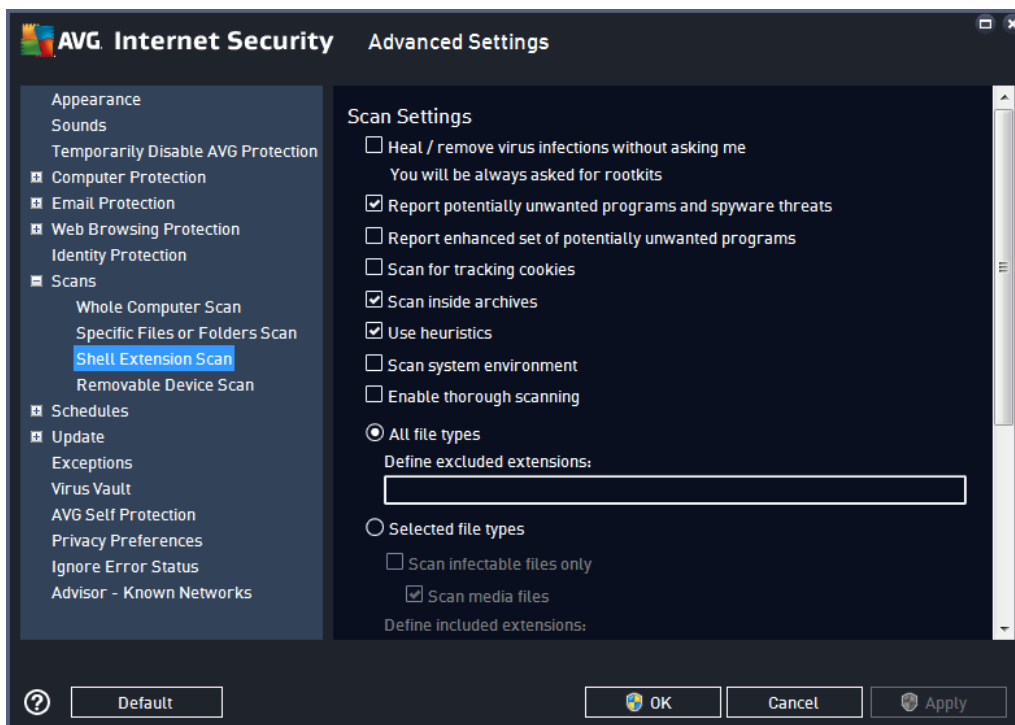 AVG. Internet Security Advanced Settings
Appearance
Sounds
Temporarily Disable AVG Protection
Computer Protection
Email Protection
Web Browsing Protection
Identity Protection
Scans
Whole Computer Scan
Specific Files or Folders Scan
Shell Extension Scan
Removable Device Scan
Schedules
Update
Exceptions
Virus Vault
AVG Self Protection
Privacy Preferences
Ignore Error Status
Advisor - Known Networks
Scan Settings
Heal / remove virus infections without asking me
You will be always asked for rootkits
Report potentially unwanted programs and spyware threats
Report enhanced set of potentially unwanted programs
Scan for tracking cookies
Scan inside archives
Use heuristics
Scan system environment
Enable thorough scanning
All file types
Define excluded extensions:
Selected file types
Scan infectable files only
Scan media files
Define included extensions:
Default
OK
Cancel
Apply